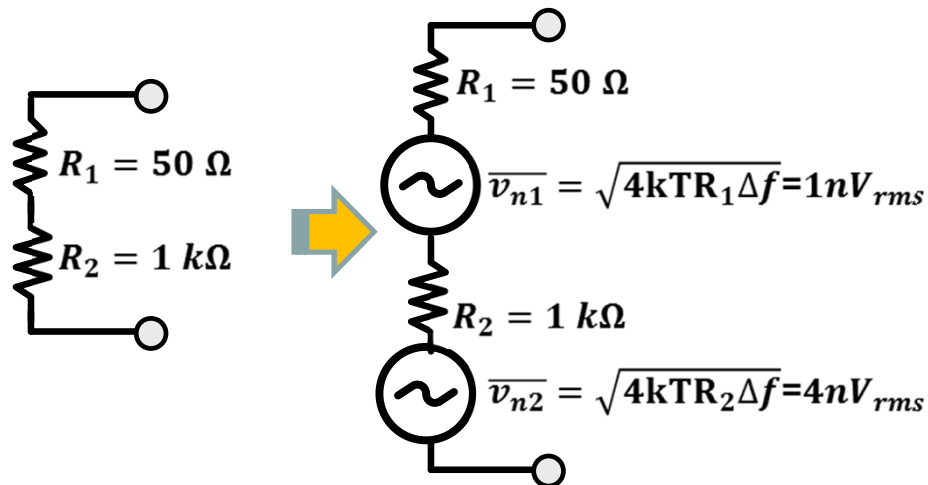 R₁ = 50 Ω
R₂ = 1 kΩ
R₁ = 50 Ω
v̅ₙ₁ = √4kTR₁Δf=1nVᵣₘₛ
R₂ = 1 kΩ
v̅ₙ₂ = √4kTR₂Δf=4nVᵣₘₛ